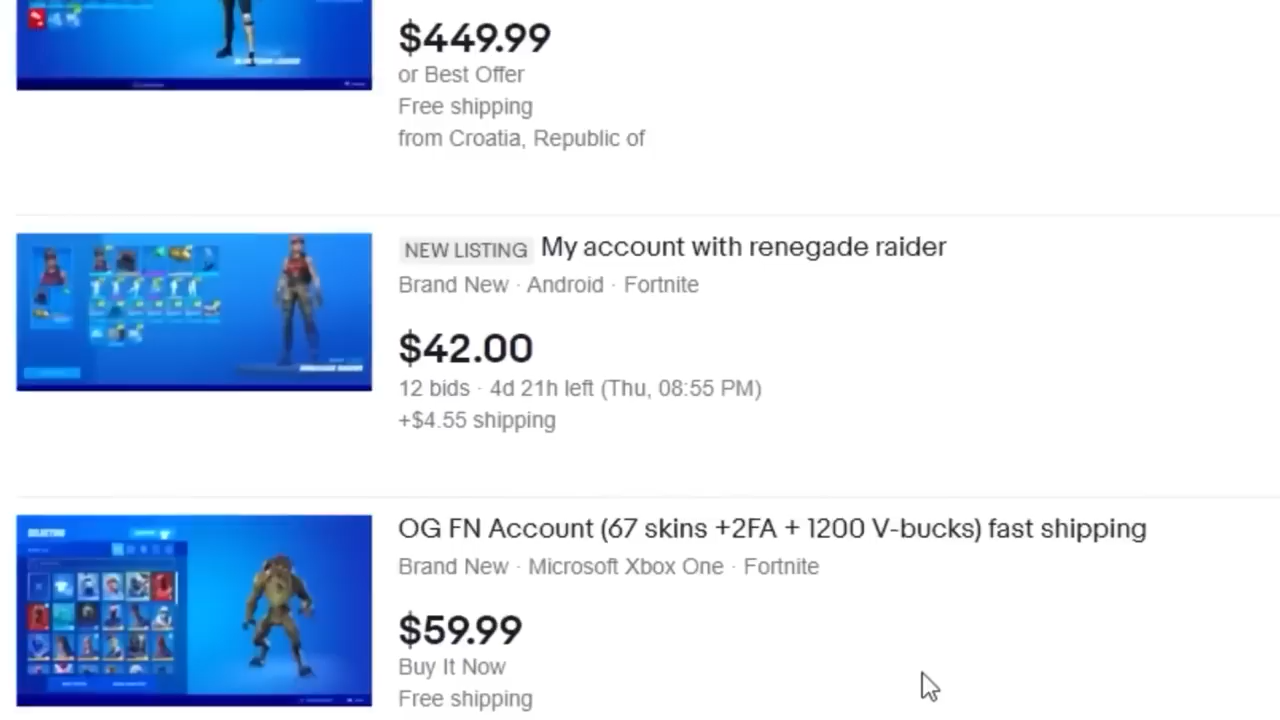 $449.99
or Best Offer
Free shipping
from Croatia, Republic of
NEW LISTING My account with renegade raider
Brand New · Android · Fortnite
$42.00
12 bids · 4d 21h left (Thu, 08:55 PM)
+$4.55 shipping
OG FN Account (67 skins +2FA + 1200 V-bucks) fast shipping
Brand New · Microsoft Xbox One · Fortnite
$59.99
Buy It Now
Free shipping